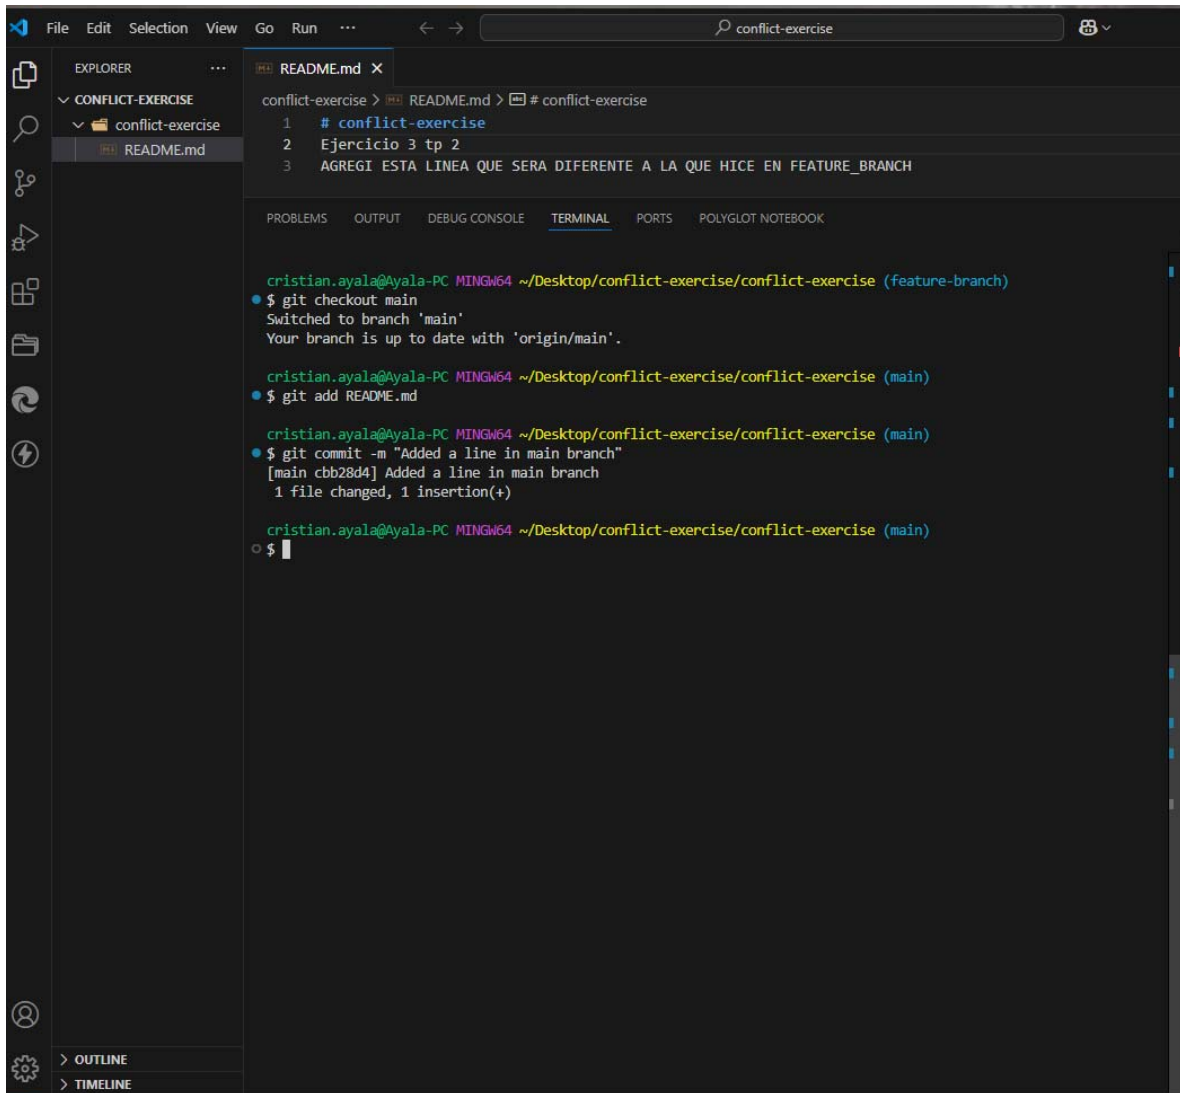 File Edit Selection View Go Run ··· ← → conflict-exercise
EXPLORER ···
README.md ×
CONFLICT-EXERCISE
conflict-exercise
README.md
conflict-exercise > README.md > # conflict-exercise
1 # conflict-exercise
2 Ejercicio 3 tp 2
3 AGREGI ESTA LINEA QUE SERA DIFERENTE A LA QUE HICE EN FEATURE_BRANCH
PROBLEMS OUTPUT DEBUG CONSOLE TERMINAL PORTS POLYGLOT NOTEBOOK
cristian.ayala@Ayala-PC MINGW64 ~/Desktop/conflict-exercise/conflict-exercise (feature-branch)
$ git checkout main
Switched to branch 'main'
Your branch is up to date with 'origin/main'.
cristian.ayala@Ayala-PC MINGW64 ~/Desktop/conflict-exercise/conflict-exercise (main)
$ git add README.md
cristian.ayala@Ayala-PC MINGW64 ~/Desktop/conflict-exercise/conflict-exercise (main)
$ git commit -m "Added a line in main branch"
[main cbb28d4] Added a line in main branch
1 file changed, 1 insertion(+)
cristian.ayala@Ayala-PC MINGW64 ~/Desktop/conflict-exercise/conflict-exercise (main)
$
OUTLINE
TIMELINE